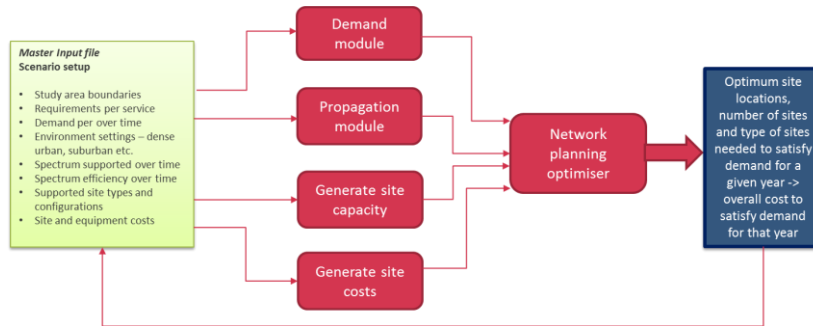 Master Input file
Scenario setup
• Study area boundaries
• Requirements per service
• Demand per over time
• Environment settings – dense
urban, suburban etc.
• Spectrum supported over time
• Spectrum efficiency over time
• Supported site types and
configurations
• Site and equipment costs
Demand
module
Propagation
module
Generate site
capacity
Generate site
costs
Network
planning
optimiser
Optimum site
locations,
number of sites
and type of sites
needed to satisfy
demand for a
given year ->
overall cost to
satisfy demand
for that year